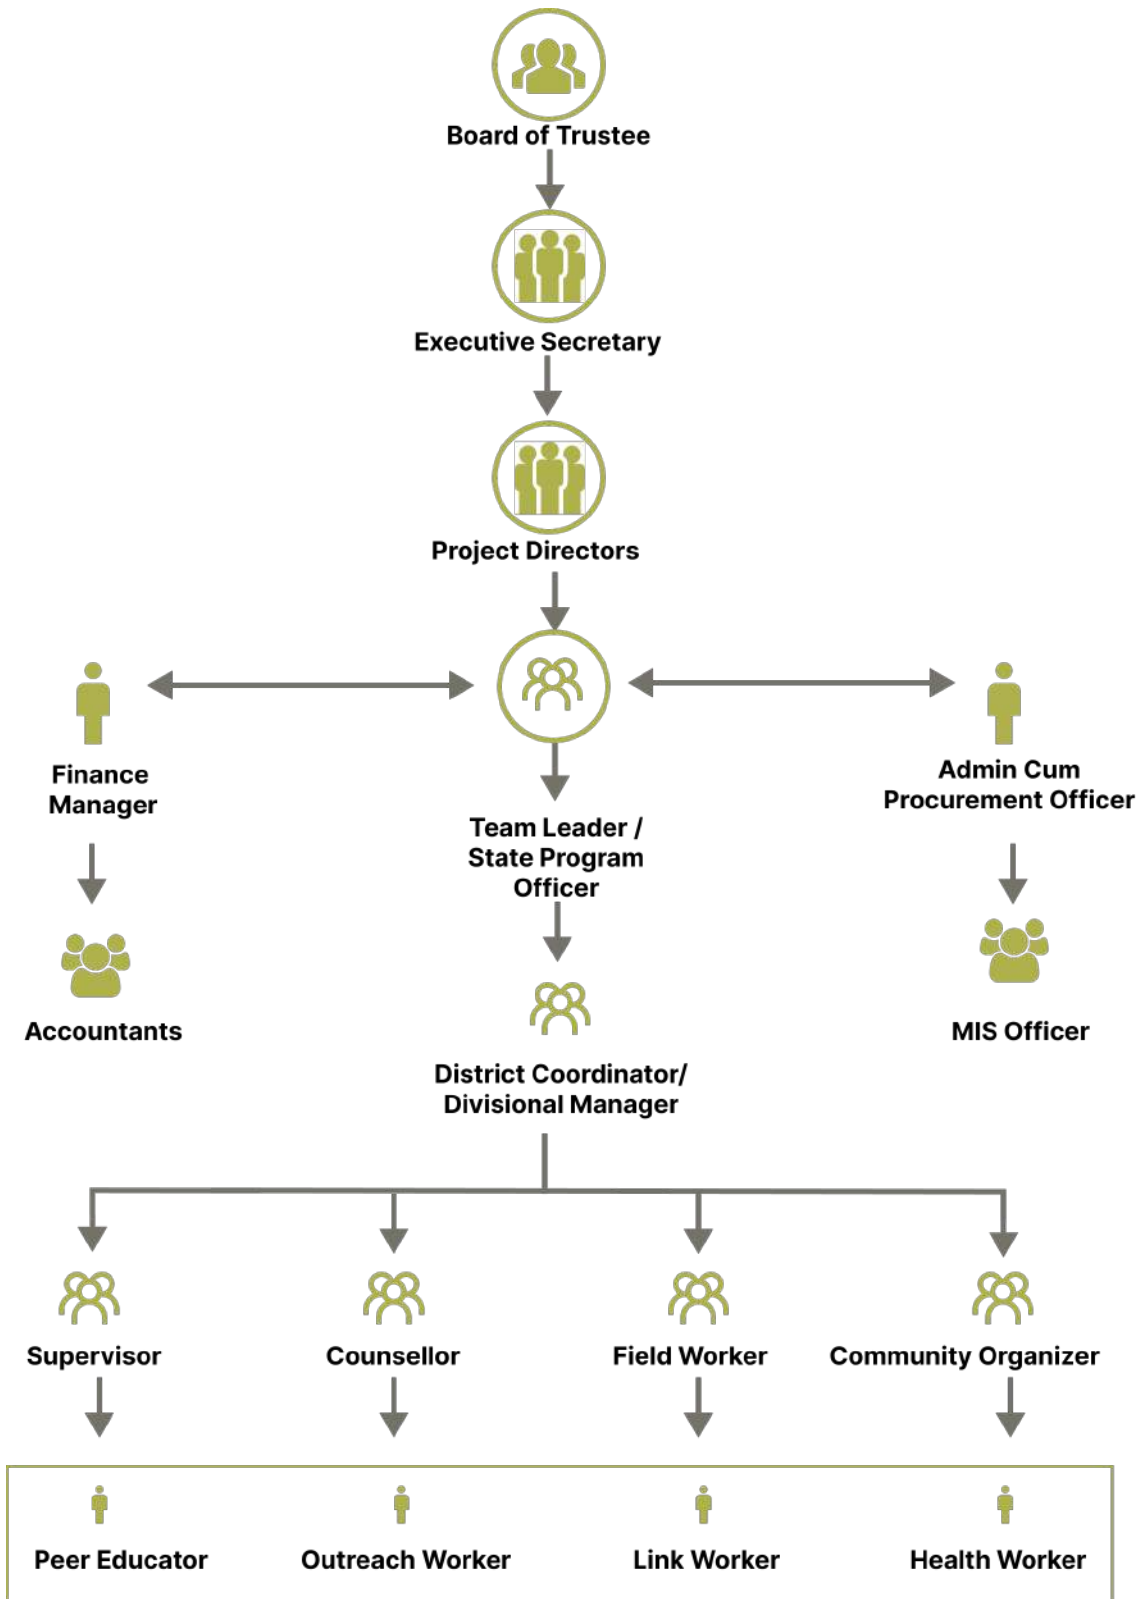 Board of Trustee
Executive Secretary
Project Directors
Finance
Manager
Admin Cum
Procurement Officer
Team Leader /
State Program
Officer
Accountants
MIS Officer
District Coordinator/
Divisional Manager
Supervisor
Counsellor
Field Worker
Community Organizer
Peer Educator
Outreach Worker
Link Worker
Health Worker